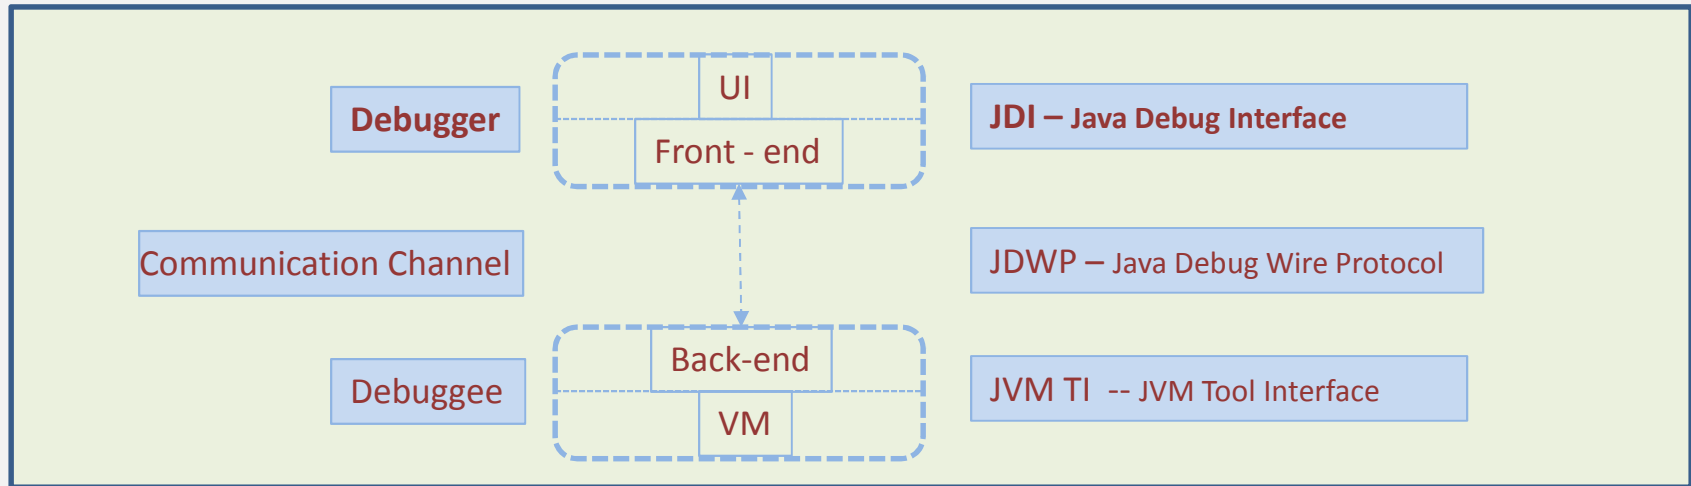 UI
Debugger
JDI – Java Debug Interface
Front - end
Communication Channel
JDWP – Java Debug Wire Protocol
Back-end
Debuggee
JVM TI -- JVM Tool Interface
VM